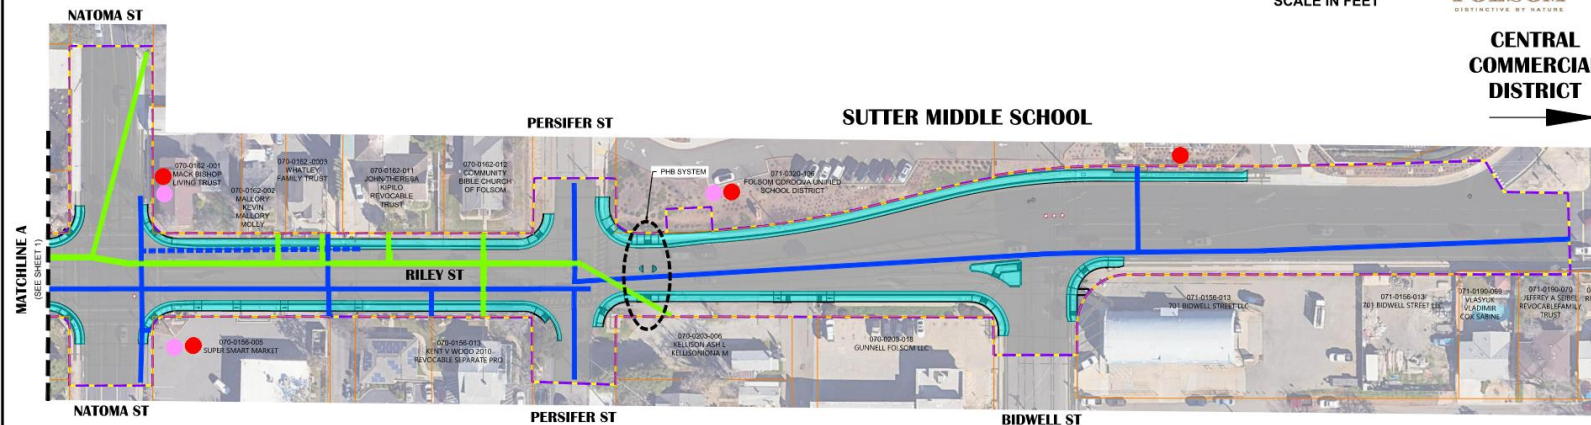 SCALE IN FEET
FOLSOM
DISTINCTIVE BY NATURE
CENTRAL
COMMERCIAL
DISTRICT
NATOMA ST
SUTTER MIDDLE SCHOOL
PERSIFER ST
PHB SYSTEM
070-0162 -001
MACK BISHOP
LIVING TRUST
070-0162-002
MALLORY
KEVIN
MALLORY
MOLLY
070-0162 -0003
WHATLEY
FAMILY TRUST
070-0162-011
JOHN-THERESA
KIPILO
REVOCABLE
TRUST
070-0162-012
COMMUNITY
BIBLE CHURCH
OF FOLSOM
071-0320-106
FOLSOM CORDOVA UNIFIED
SCHOOL DISTRICT
MATCHLINE A
(SEE SHEET 1)
RILEY ST
070-0156-005
SUPER SMART MARKET
070-0156-013
KENT V WOOD 2010
REVOCABLE SEPARATE PRO
070-0203-006
KELLISON ASH L
KELLISONIONA M
070-0203-018
GUNNELL FOLSOM LLC
071-0156-013
701 BIDWELL STREET LLC
071-0156-013
701 BIDWELL STREET LLC
071-0190-069
VLASYUK
VLADIMIR
COX SABINE
071-0190-070
JEFFREY A SEIBEL
REVOCABLEFAMILY
TRUST
NATOMA ST
PERSIFER ST
BIDWELL ST